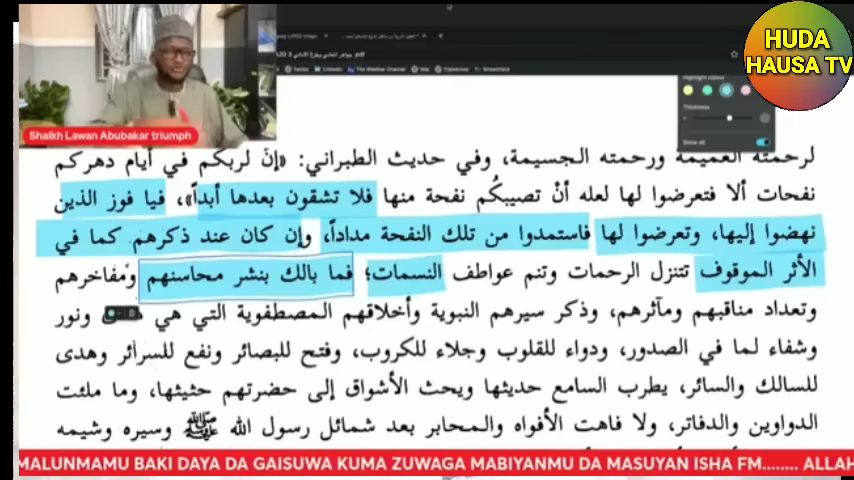 HUDA
HAUSA TV
Highlight colour
Thickness
Show all
Shaikh Lawan Abubakar triumph
لرحمته العميمة ورحمته الجسيمة، وفي حديث الطبراني: «إنّ لربكم في أيام دهركم
نفحات ألا فتعرضوا لها لعله أنْ تصيبكُم نفحة منها فلا تشقون بعدها أبداً»، فيا فوز الذين
نهضوا إليها، وتعرضوا لها فاستمدوا من تلك النفحة مداداً، وإن كان عند ذكرهم كما في
الأثر الموقوف تتنزل الرحمات وتنم عواطف النسمات؛ فما بالك بنشر محاسنهم ومفاخرهم
وتعداد مناقبهم ومآثرهم، وذكر سيرهم النبوية وأخلاقهم المصطفوية التي هي ونور
وشفاء لما في الصدور، ودواء للقلوب وجلاء للكروب، وفتح للبصائر ونفع للسرائر وهدى
للسالك والسائر، يطرب السامع حديثها ويحث الأشواق إلى حضرتهم حثيثها، وما ملئت
الدواوين والدفاتر، ولا فاهت الأفواه والمحابر بعد شمائل رسول الله ﷺ وسيره وشيمه
MALUNMAMU BAKI DAYA DA GAISUWA KUMA ZUWAGA MABIYANMU DA MASUYAN ISHA FM........ ALLAH